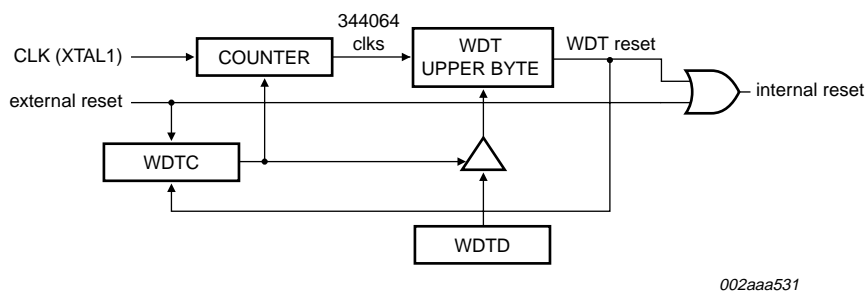 344064
clks
CLK (XTAL1)
COUNTER
WDT
UPPER BYTE
WDT reset
external reset
internal reset
WDTC
WDTD
002aaa531